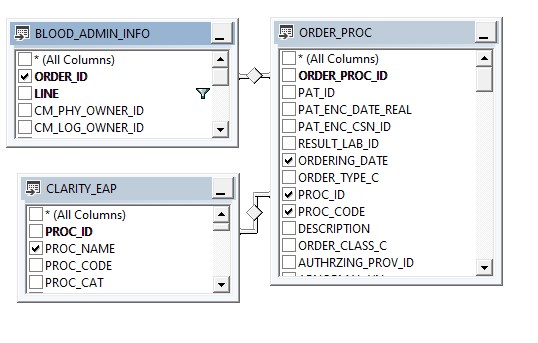 BLOOD_ADMIN_INFO
* (All Columns)
ORDER_ID
LINE
CM_PHY_OWNER_ID
CM_LOG_OWNER_ID
ORDER_PROC
* (All Columns)
ORDER_PROC_ID
PAT_ID
PAT_ENC_DATE_REAL
PAT_ENC_CSN_ID
RESULT_LAB_ID
ORDERING_DATE
ORDER_TYPE_C
PROC_ID
PROC_CODE
DESCRIPTION
ORDER_CLASS_C
AUTHRZING_PROV_ID
CLARITY_EAP
* (All Columns)
PROC_ID
PROC_NAME
PROC_CODE
PROC_CAT